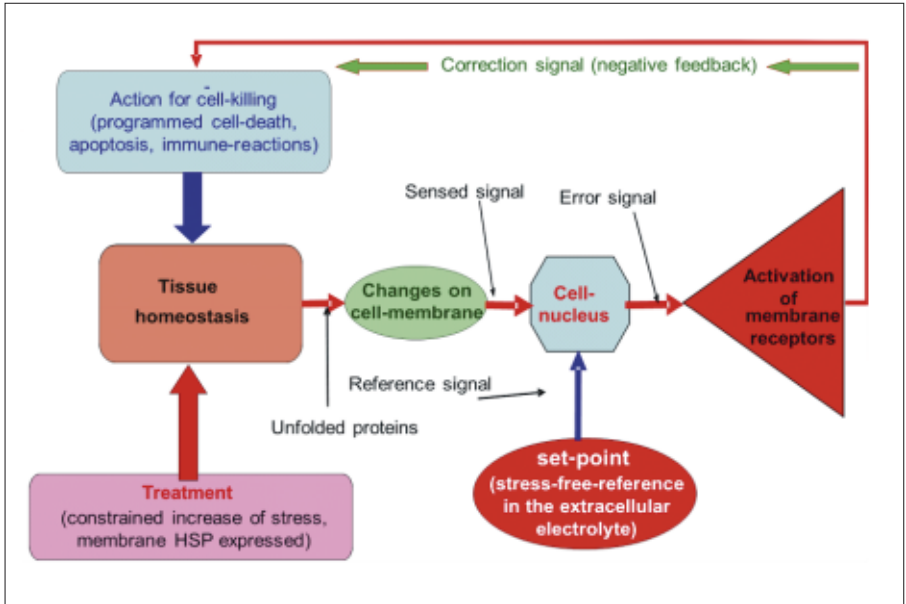 Correction signal (negative feedback)
Action for cell-killing
(programmed cell-death,
apoptosis, immune-reactions)
Sensed signal
Error signal
Tissue
homeostasis
Changes on
cell-membrane
Cell-
nucleus
Activation
of
membrane
receptors
Reference signal
Unfolded proteins
set-point
(stress-free-reference
in the extracellular
electrolyte)
Treatment
(constrained increase of stress,
membrane HSP expressed)